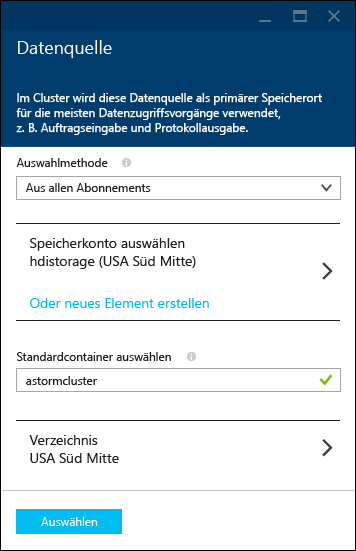 Datenquelle
Im Cluster wird diese Datenquelle als primärer Speicherort
für die meisten Datenzugriffsvorgänge verwendet,
z. B. Auftragseingabe und Protokollausgabe.
Auswahlmethode
Aus allen Abonnements
Speicherkonto auswählen
hdistorage (USA Süd Mitte)
Oder neues Element erstellen
Standardcontainer auswählen
astormcluster
Verzeichnis
USA Süd Mitte
Auswählen